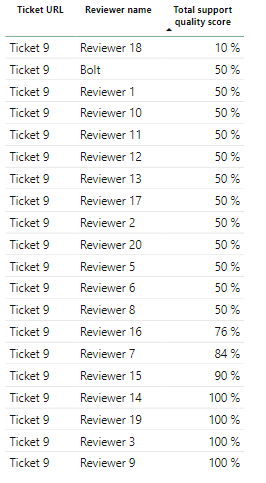 Ticket URL Reviewer name Total support quality score
Ticket 9 Reviewer 18 10 %
Ticket 9 Bolt 50 %
Ticket 9 Reviewer 1 50 %
Ticket 9 Reviewer 10 50 %
Ticket 9 Reviewer 11 50 %
Ticket 9 Reviewer 12 50 %
Ticket 9 Reviewer 13 50 %
Ticket 9 Reviewer 17 50 %
Ticket 9 Reviewer 2 50 %
Ticket 9 Reviewer 20 50 %
Ticket 9 Reviewer 5 50 %
Ticket 9 Reviewer 6 50 %
Ticket 9 Reviewer 8 50 %
Ticket 9 Reviewer 16 76 %
Ticket 9 Reviewer 7 84 %
Ticket 9 Reviewer 15 90 %
Ticket 9 Reviewer 14 100 %
Ticket 9 Reviewer 19 100 %
Ticket 9 Reviewer 3 100 %
Ticket 9 Reviewer 9 100 %